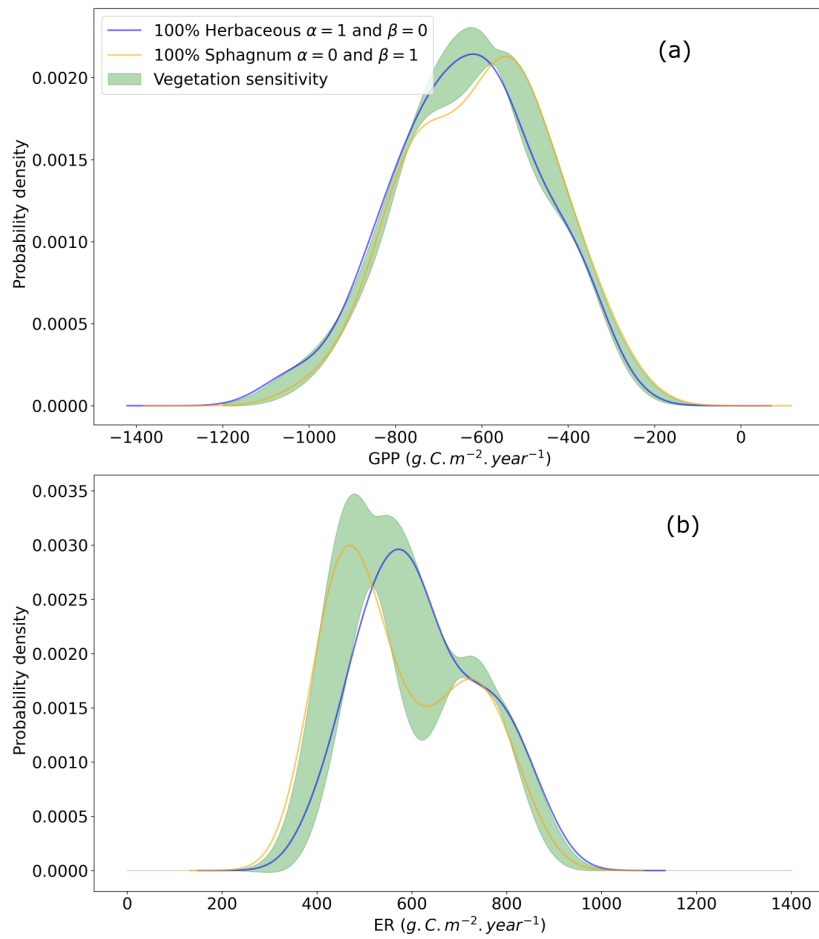 100% Herbaceous α = 1 and β = 0
100% Sphagnum α = 0 and β = 1
Vegetation sensitivity
(a)
Probability density
0.0020
0.0015
0.0010
0.0005
0.0000
−1400 −1200 −1000 −800 −600 −400 −200 0
GPP (g. C. m⁻². year⁻¹)
(b)
Probability density
0.0035
0.0030
0.0025
0.0020
0.0015
0.0010
0.0005
0.0000
0 200 400 600 800 1000 1200 1400
ER (g. C. m⁻². year⁻¹)